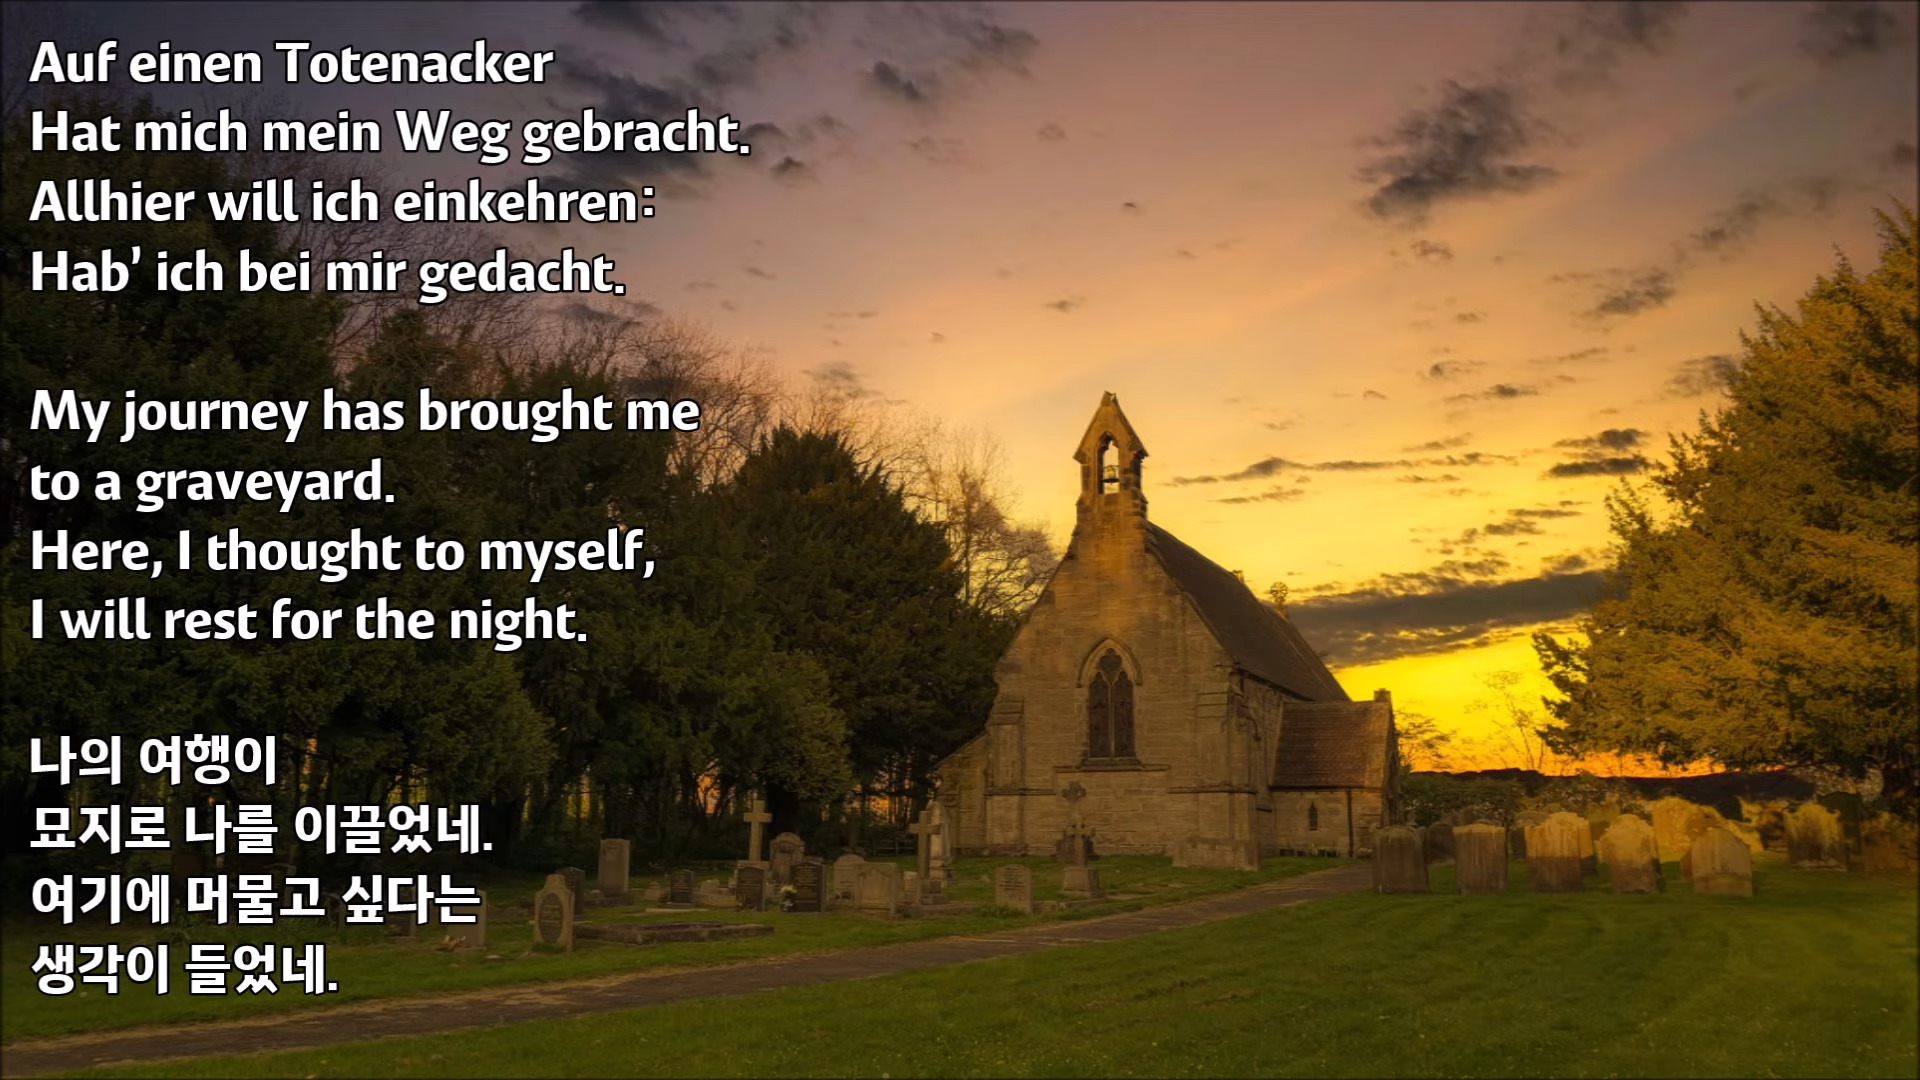 Auf einen Totenacker
Hat mich mein Weg gebracht.
Allhier will ich einkehren:
Hab’ ich bei mir gedacht.
My journey has brought me
to a graveyard.
Here, I thought to myself,
I will rest for the night.
나의 여행이
묘지로 나를 이끌었네.
여기에 머물고 싶다는
생각이 들었네.